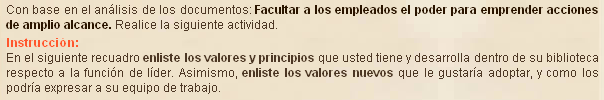 Con base en el análisis de los documentos: Facultar a los empleados el poder para emprender acciones
de amplio alcance. Realice la siguiente actividad.
Instrucción:
En el siguiente recuadro enliste los valores y principios que usted tiene y desarrolla dentro de su biblioteca
respecto a la función de líder. Asimismo, enliste los valores nuevos que le gustaría adoptar, y como los
podría expresar a su equipo de trabajo.